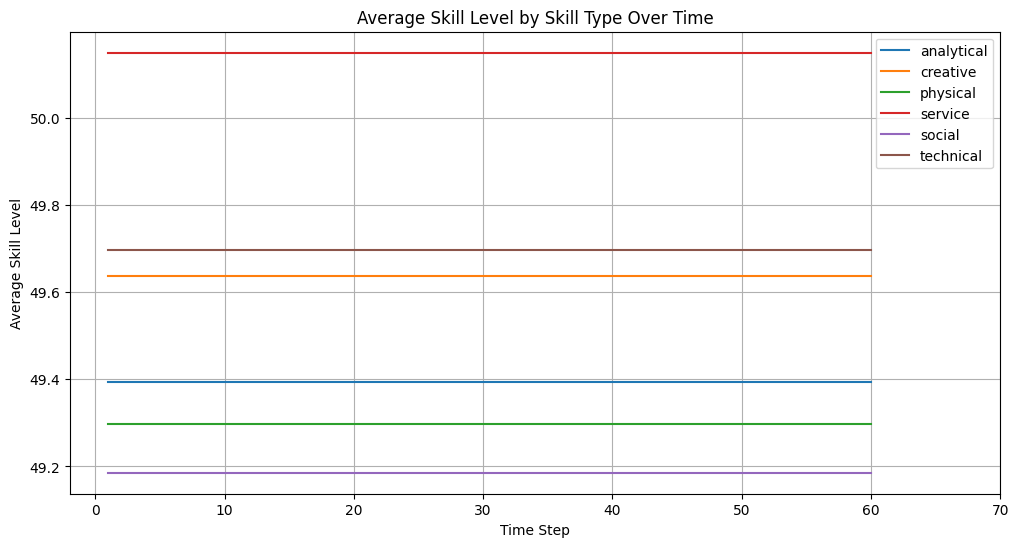 Average Skill Level by Skill Type Over Time
Average Skill Level
50.0
49.8
49.6
49.4
49.2
0 10 20 30 40 50 60 70
Time Step
analytical
creative
physical
service
social
technical